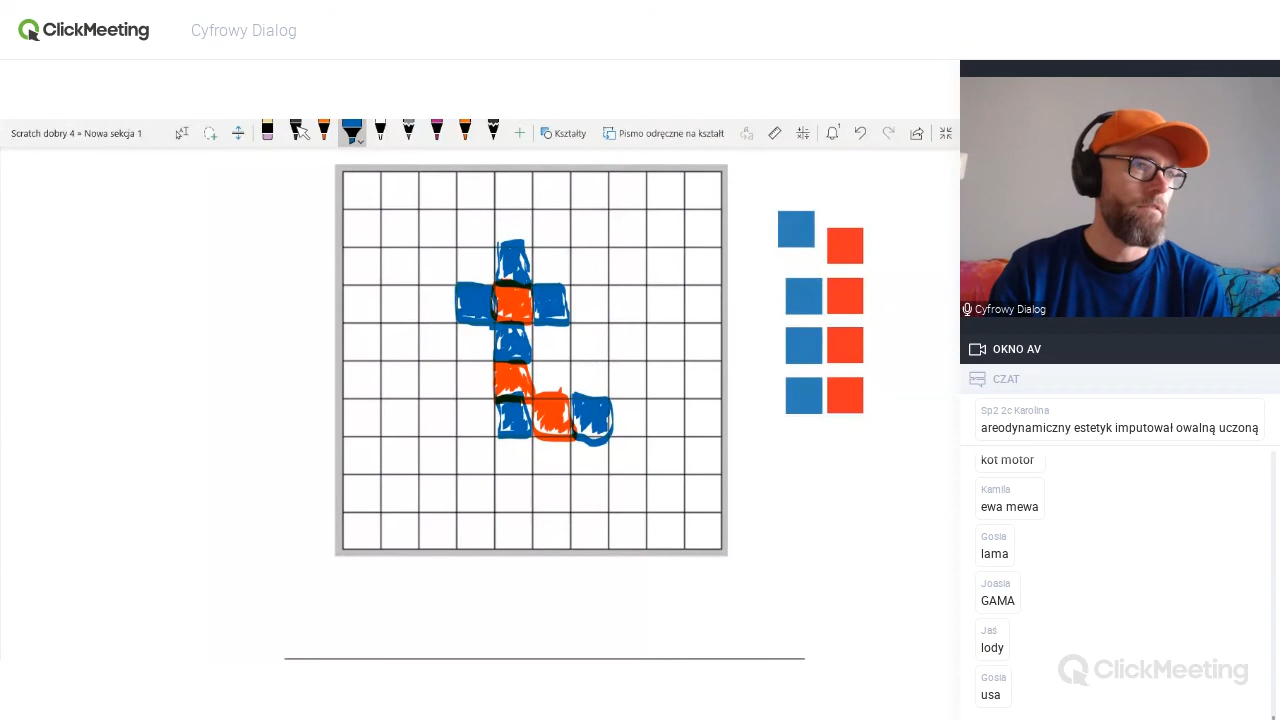 ClickMeeting
Cyfrowy Dialog
Scratch dobry 4 » Nowa sekcja 1
Kształty
Pismo odręczne na kształt
Cyfrowy Dialog
OKNO AV
CZAT
Sp2 2c Karolina
areodynamiczny estetyk imputował owalną uczoną
kot motor
Kamila
ewa mewa
Gosia
lama
Joasia
GAMA
Jaś
lody
Gosia
usa
ClickMeeting